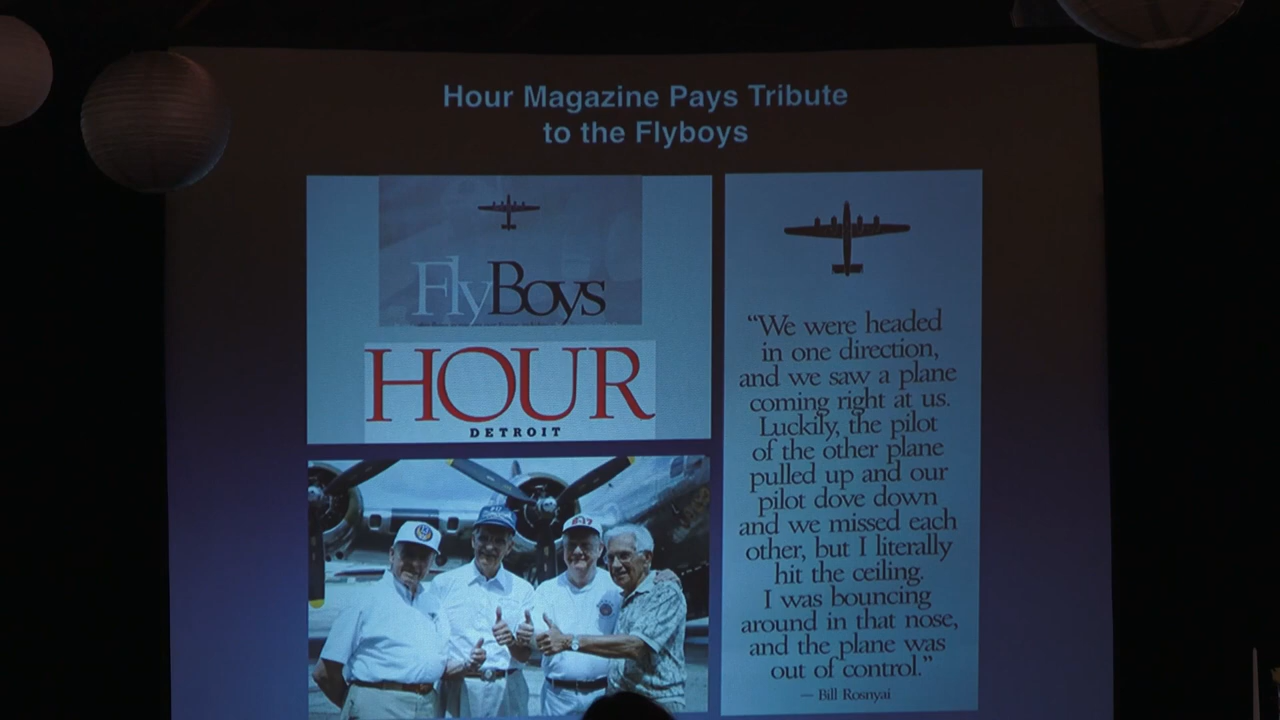 Hour Magazine Pays Tribute
to the Flyboys
FlyBoys
HOUR
DETROIT
“We were headed
in one direction,
and we saw a plane
coming right at us.
Luckily, the pilot
of the other plane
pulled up and our
pilot dove down
and we missed each
other, but I literally
hit the ceiling.
I was bouncing
around in that nose,
and the plane was
out of control.”
— Bill Rosnyai